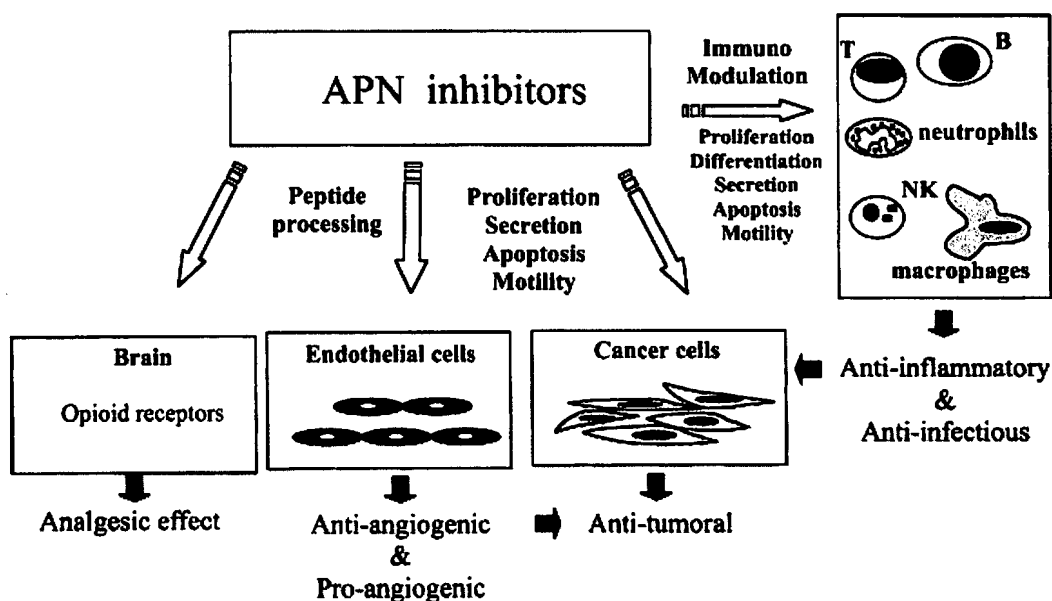 APN inhibitors
Immuno
Modulation
Proliferation
Differentiation
Secretion
Apoptosis
Motility
T
B
neutrophils
NK
macrophages
Peptide
processing
Proliferation
Secretion
Apoptosis
Motility
Brain
Opioid receptors
Endothelial cells
Cancer cells
Analgesic effect
Anti-angiogenic
&
Pro-angiogenic
Anti-tumoral
Anti-inflammatory
&
Anti-infectious